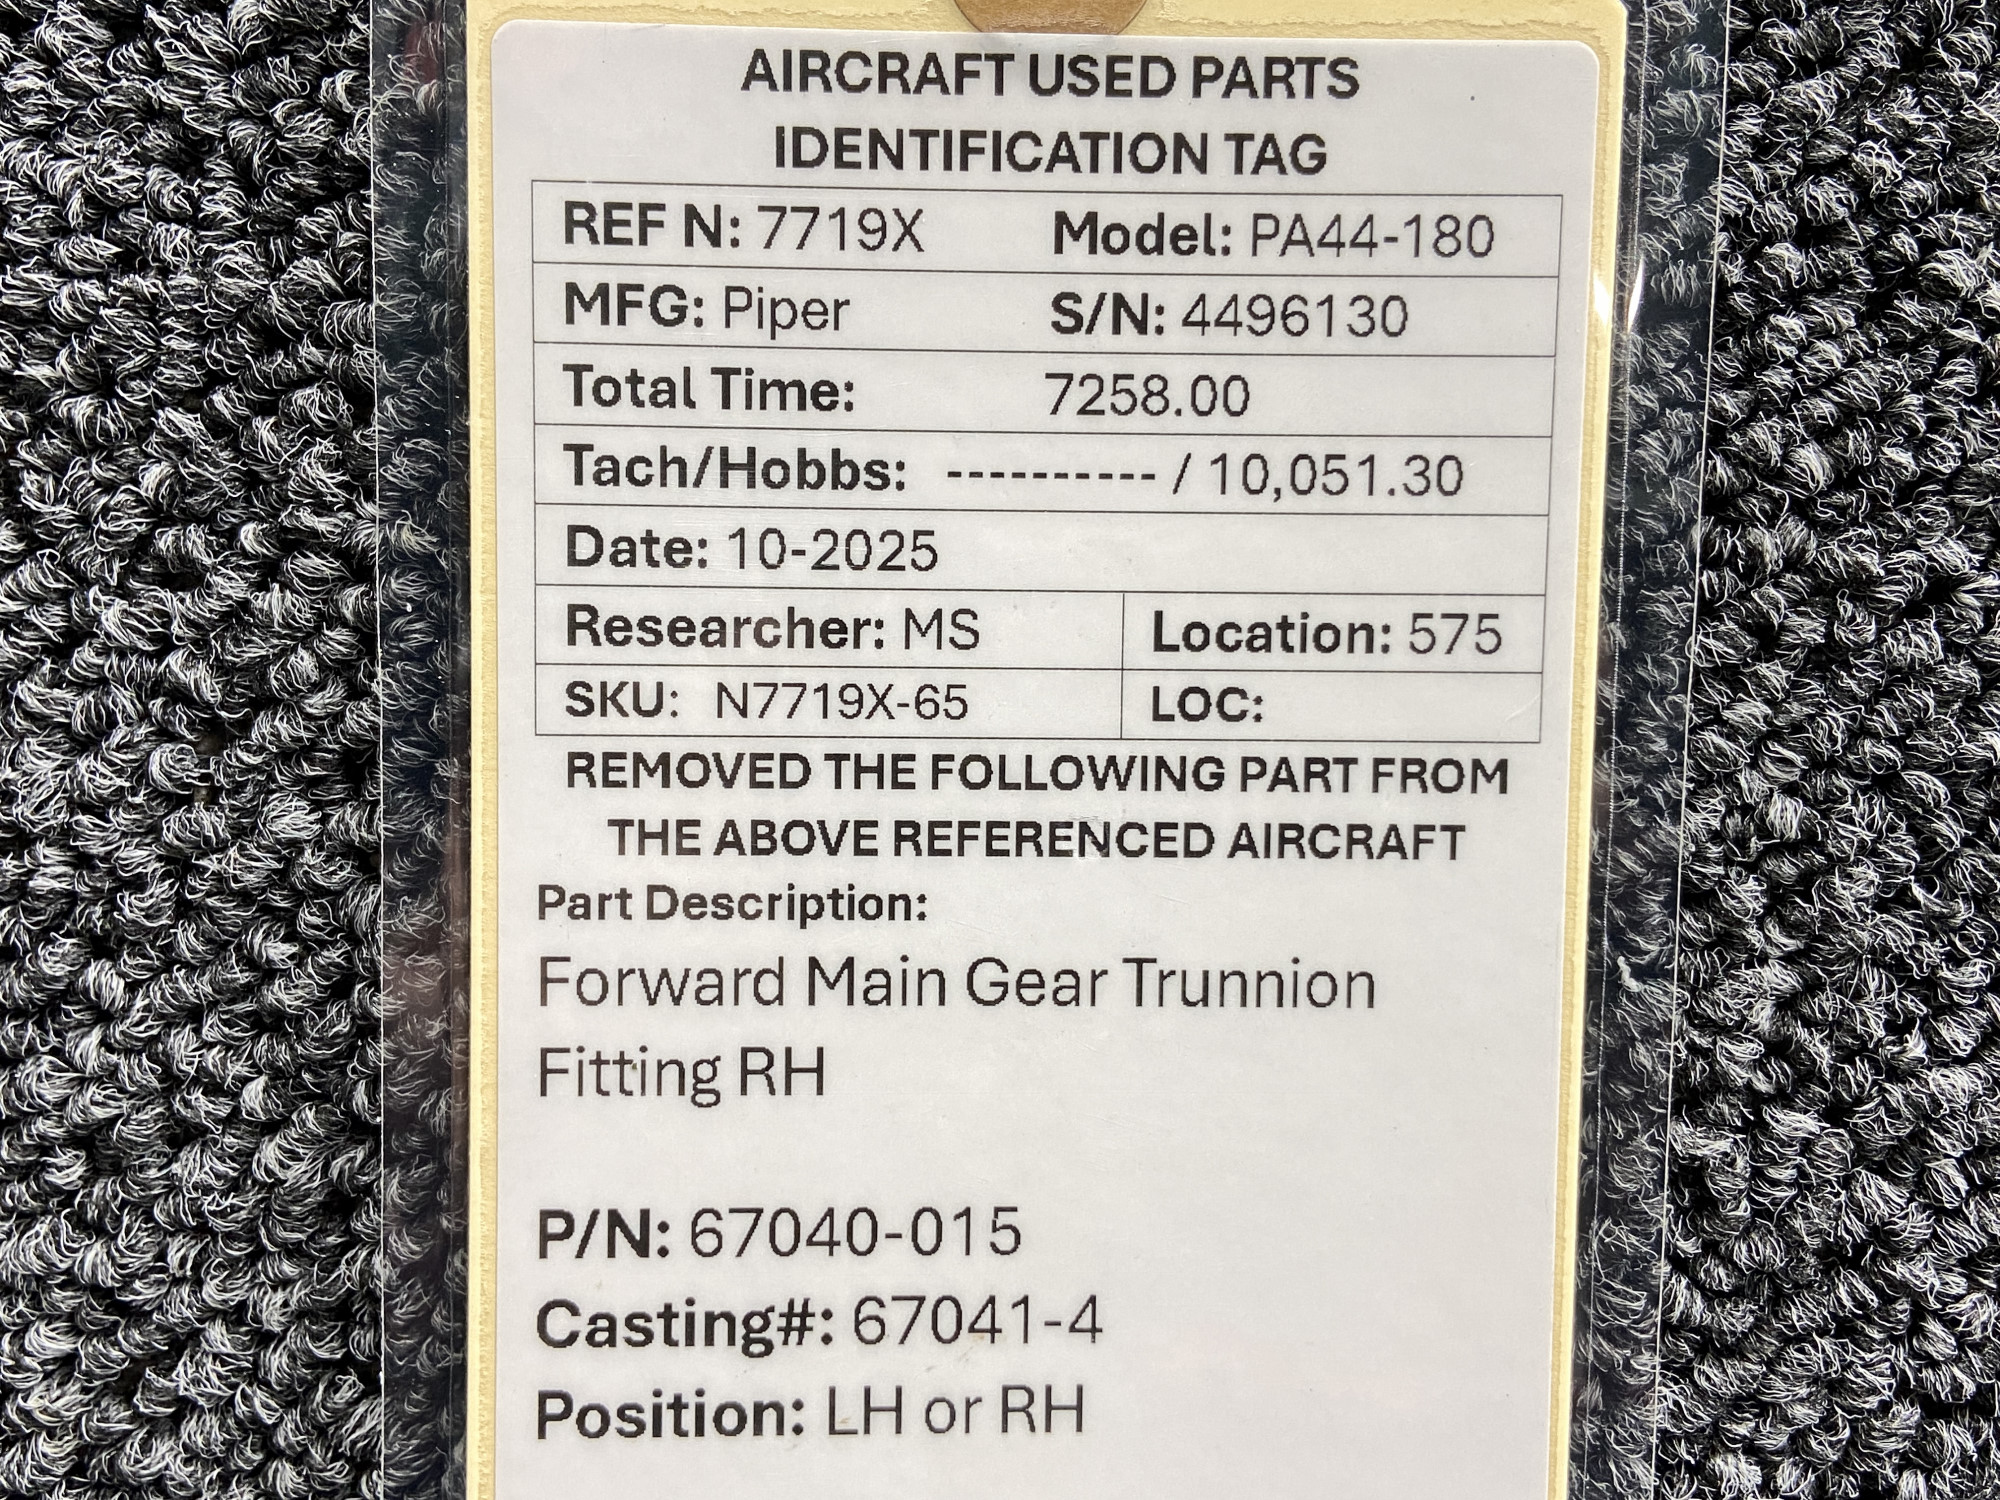 AIRCRAFT USED PARTS
IDENTIFICATION TAG
REF N: 7719X Model: PA44-180
MFG: Piper S/N: 4496130
Total Time: 7258.00
Tach/Hobbs: ---------- / 10,051.30
Date: 10-2025
Researcher: MS Location: 575
SKU: N7719X-65 LOC:
REMOVED THE FOLLOWING PART FROM
THE ABOVE REFERENCED AIRCRAFT
Part Description:
Forward Main Gear Trunnion
Fitting RH
P/N: 67040-015
Casting#: 67041-4
Position: LH or RH